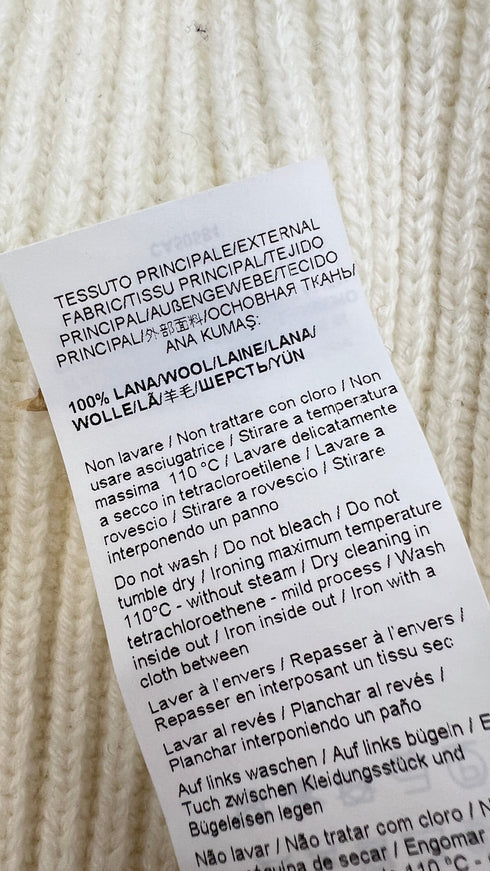 TESSUTO PRINCIPALE/EXTERNAL
FABRIC/TISSU PRINCIPAL/TEJIDO
PRINCIPAL/AUßENGEWEBE/TECIDO
PRINCIPAL/外部面料/ОСНОВНАЯ ТКАНЬ/
ANA KUMAŞ:
100% LANA/WOOL/LAINE/LANA/
WOLLE/LÃ/羊毛/ШЕРСТЬ/YÜN
Non lavare / Non trattare con cloro / Non
usare asciugatrice / Stirare a temperatura
massima 110 °C / Lavare delicatamente
a secco in tetracloroetilene / Lavare a
rovescio / Stirare a rovescio / Stirare
interponendo un panno
Do not wash / Do not bleach / Do not
tumble dry / Ironing maximum temperature
110°C - without steam / Dry cleaning in
tetrachloroethene - mild process / Wash
inside out / Iron inside out / Iron with a
cloth between
Laver à l'envers / Repasser à l'envers /
Repasser en interposant un tissu sec
Lavar al revés / Planchar al revés /
Planchar interponiendo un paño
Auf links waschen / Auf links bügeln / E
Tuch zwischen Kleidungsstück und
Bügeleisen legen
Não lavar / Não tratar com cloro / N
de secar / Engomar
110 °C -